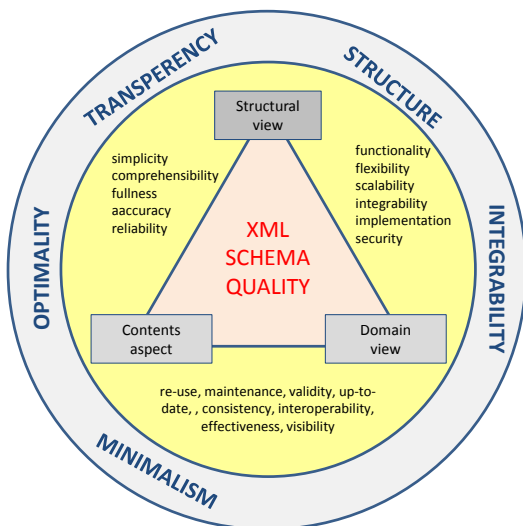 TRANSPERENCY
STRUCTURE
Structural
view
simplicity
comprehensibility
fullness
aaccuracy
reliability
functionality
flexibility
scalability
integrability
implementation
security
OPTIMALITY
INTEGRABILITY
XML
SCHEMA
QUALITY
Contents
aspect
Domain
view
re-use, maintenance, validity, up-to-
date, , consistency, interoperability,
effectiveness, visibility
MINIMALISM